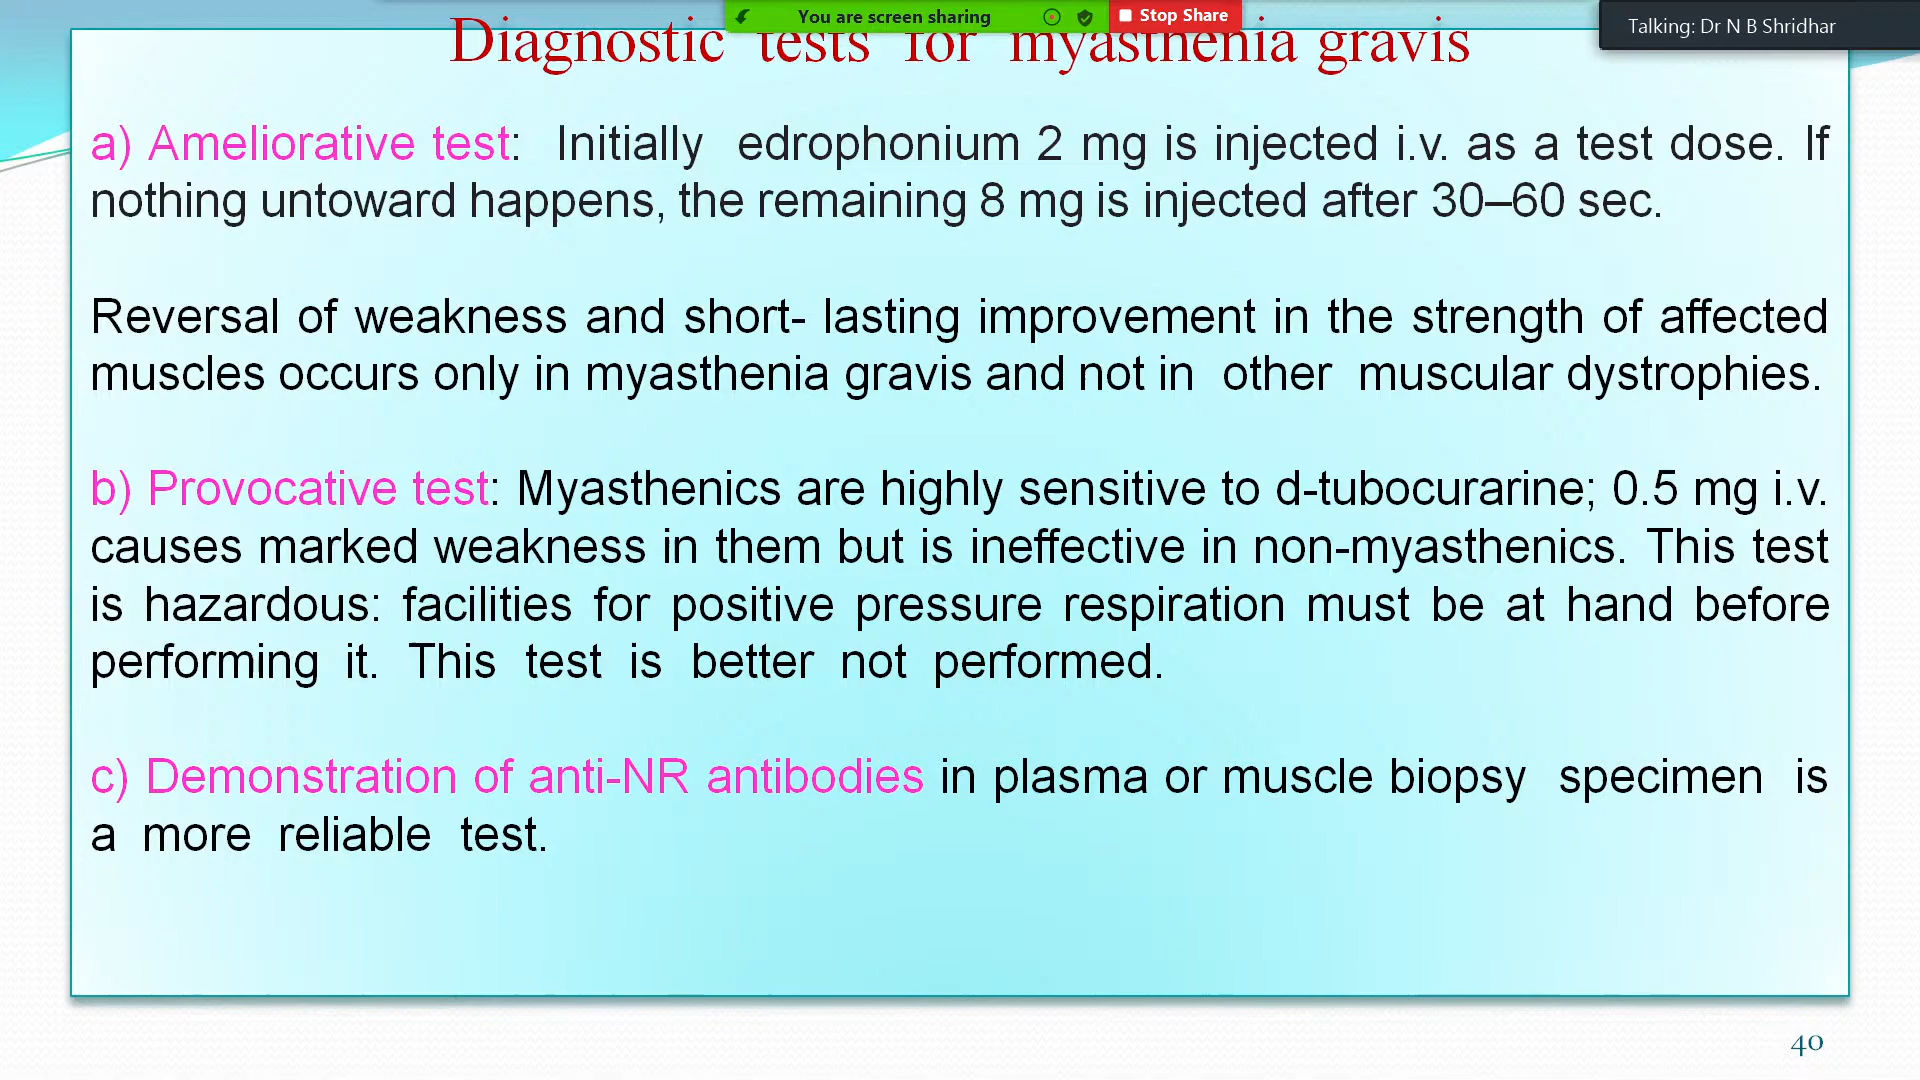 You are screen sharing
Stop Share
Talking: Dr N B Shridhar
Diagnostic tests for myasthenia gravis
a) Ameliorative test: Initially edrophonium 2 mg is injected i.v. as a test dose. If
nothing untoward happens, the remaining 8 mg is injected after 30–60 sec.
Reversal of weakness and short- lasting improvement in the strength of affected
muscles occurs only in myasthenia gravis and not in other muscular dystrophies.
b) Provocative test: Myasthenics are highly sensitive to d-tubocurarine; 0.5 mg i.v.
causes marked weakness in them but is ineffective in non-myasthenics. This test
is hazardous: facilities for positive pressure respiration must be at hand before
performing it. This test is better not performed.
c) Demonstration of anti-NR antibodies in plasma or muscle biopsy specimen is
a more reliable test.
40